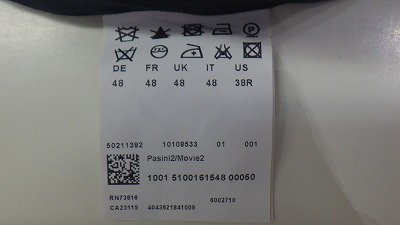 DE FR UK IT US
48 48 48 48 38R
50211392 10108533 01 001
Pasini2/Movie2
1001 5100161548 00050
RN73616 6002710
CA23115 4043621841009